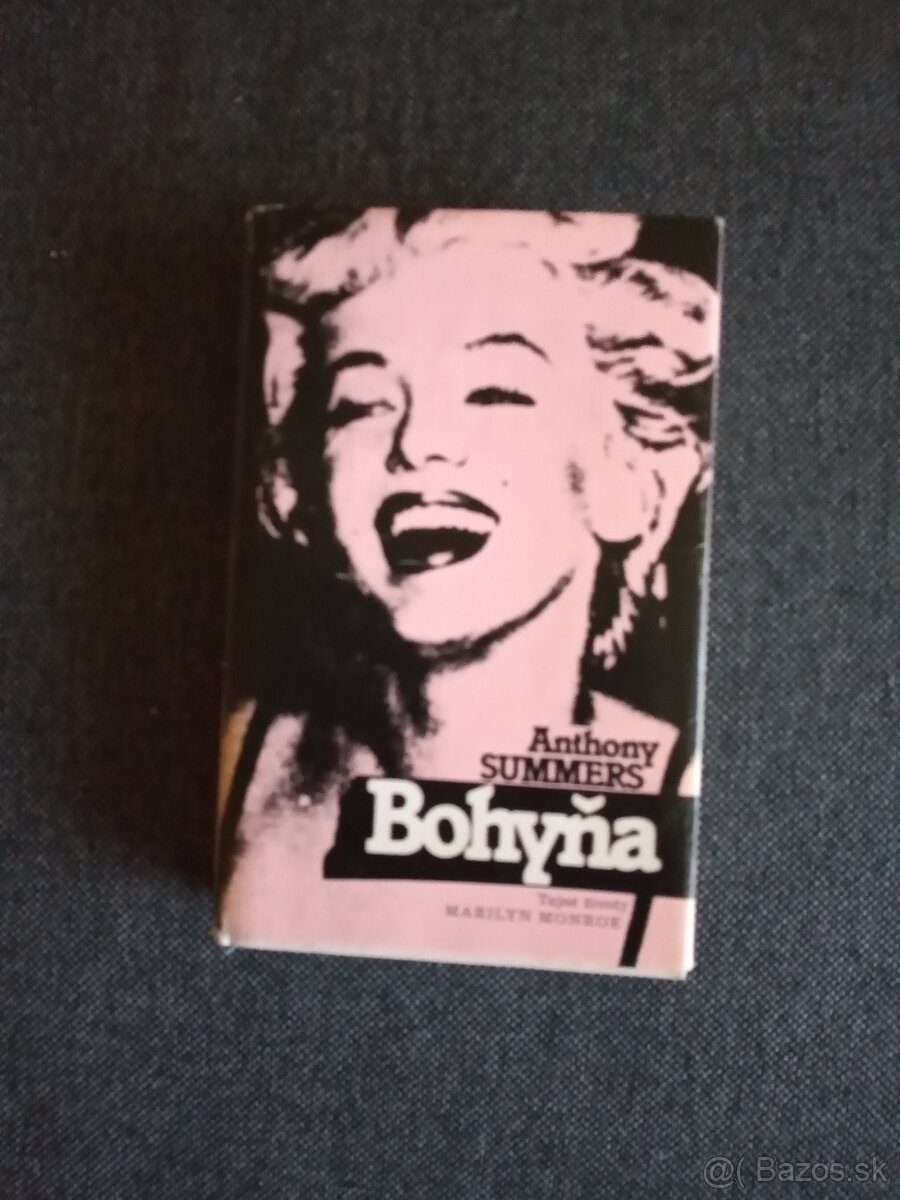 Anthony
SUMMERS
Bohyňa
Tajné životy
MARILYN MONROE
@( Bazos.sk